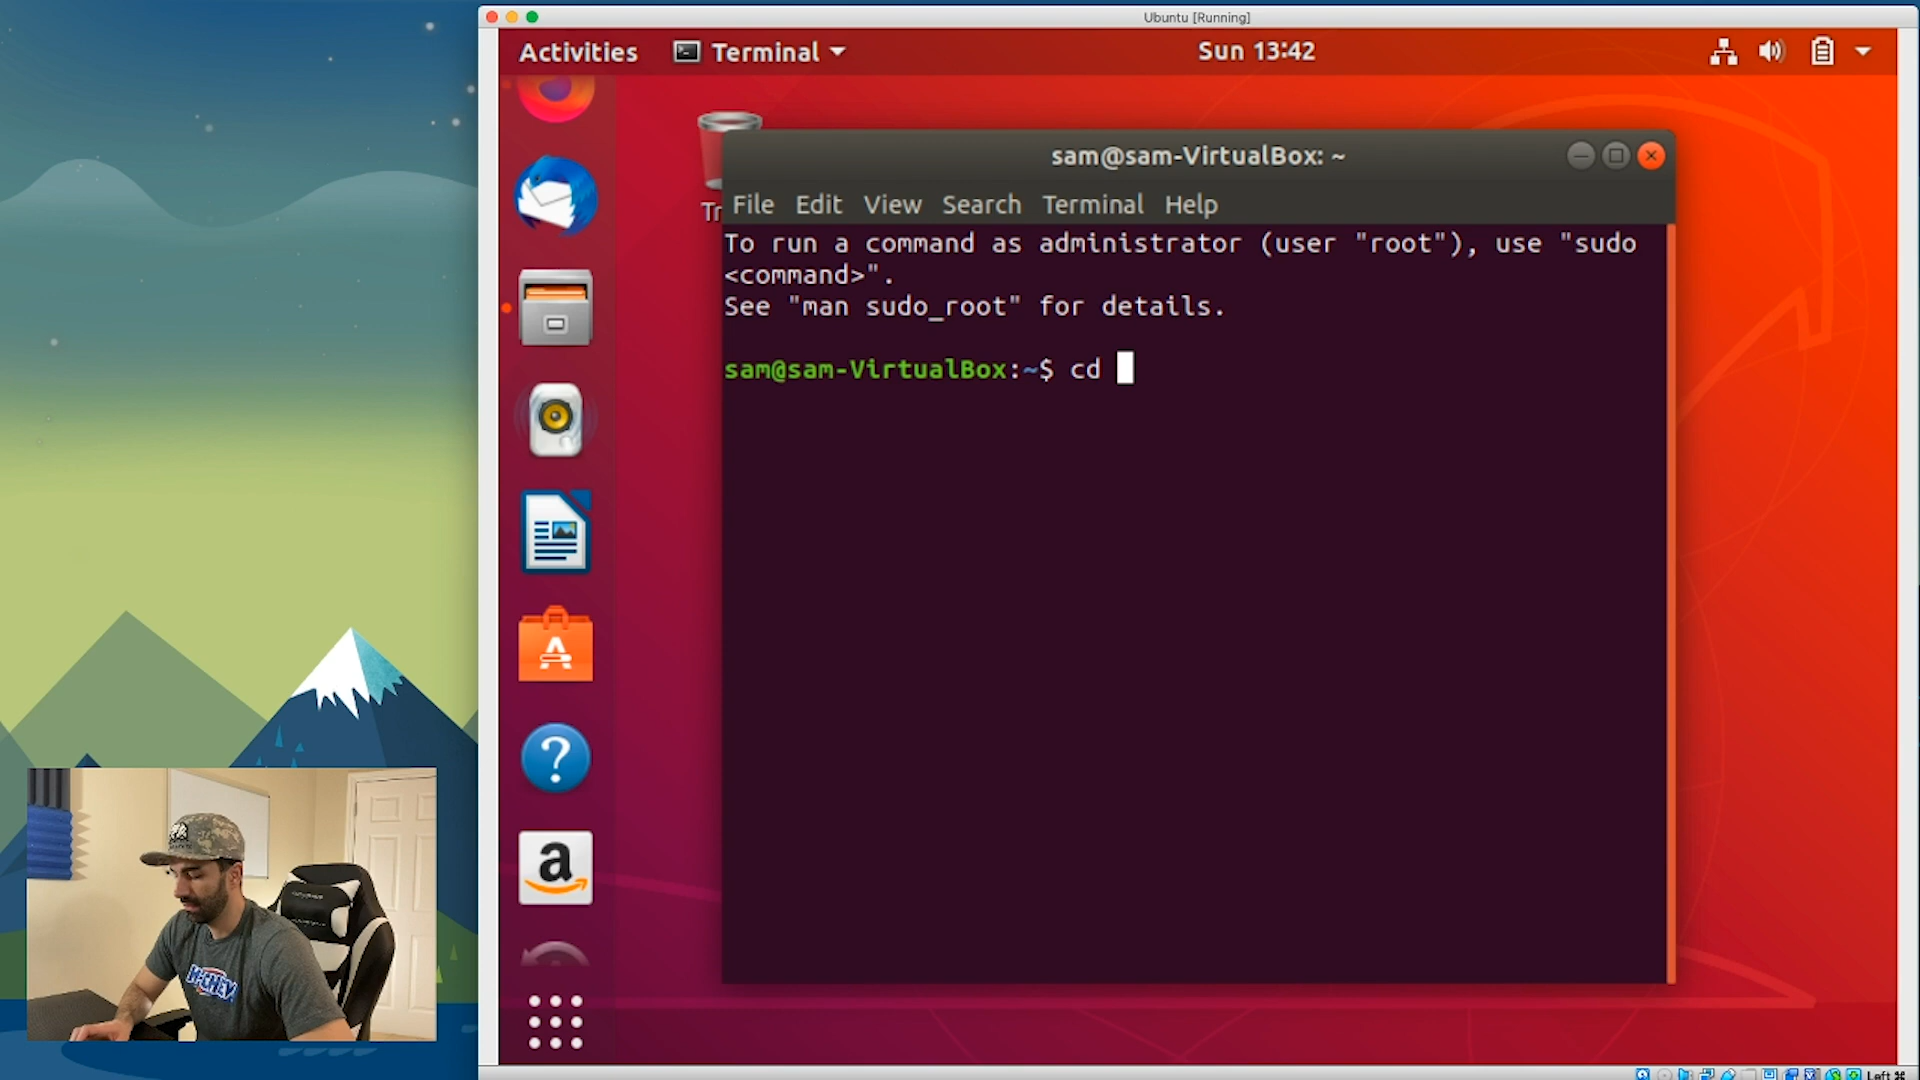 Ubuntu [Running]
Activities
Terminal
Sun 13:42
sam@sam-VirtualBox: ~
File Edit View Search Terminal Help
To run a command as administrator (user "root"), use "sudo
<command>".
See "man sudo_root" for details.
sam@sam-VirtualBox:~$ cd
Left ⌘